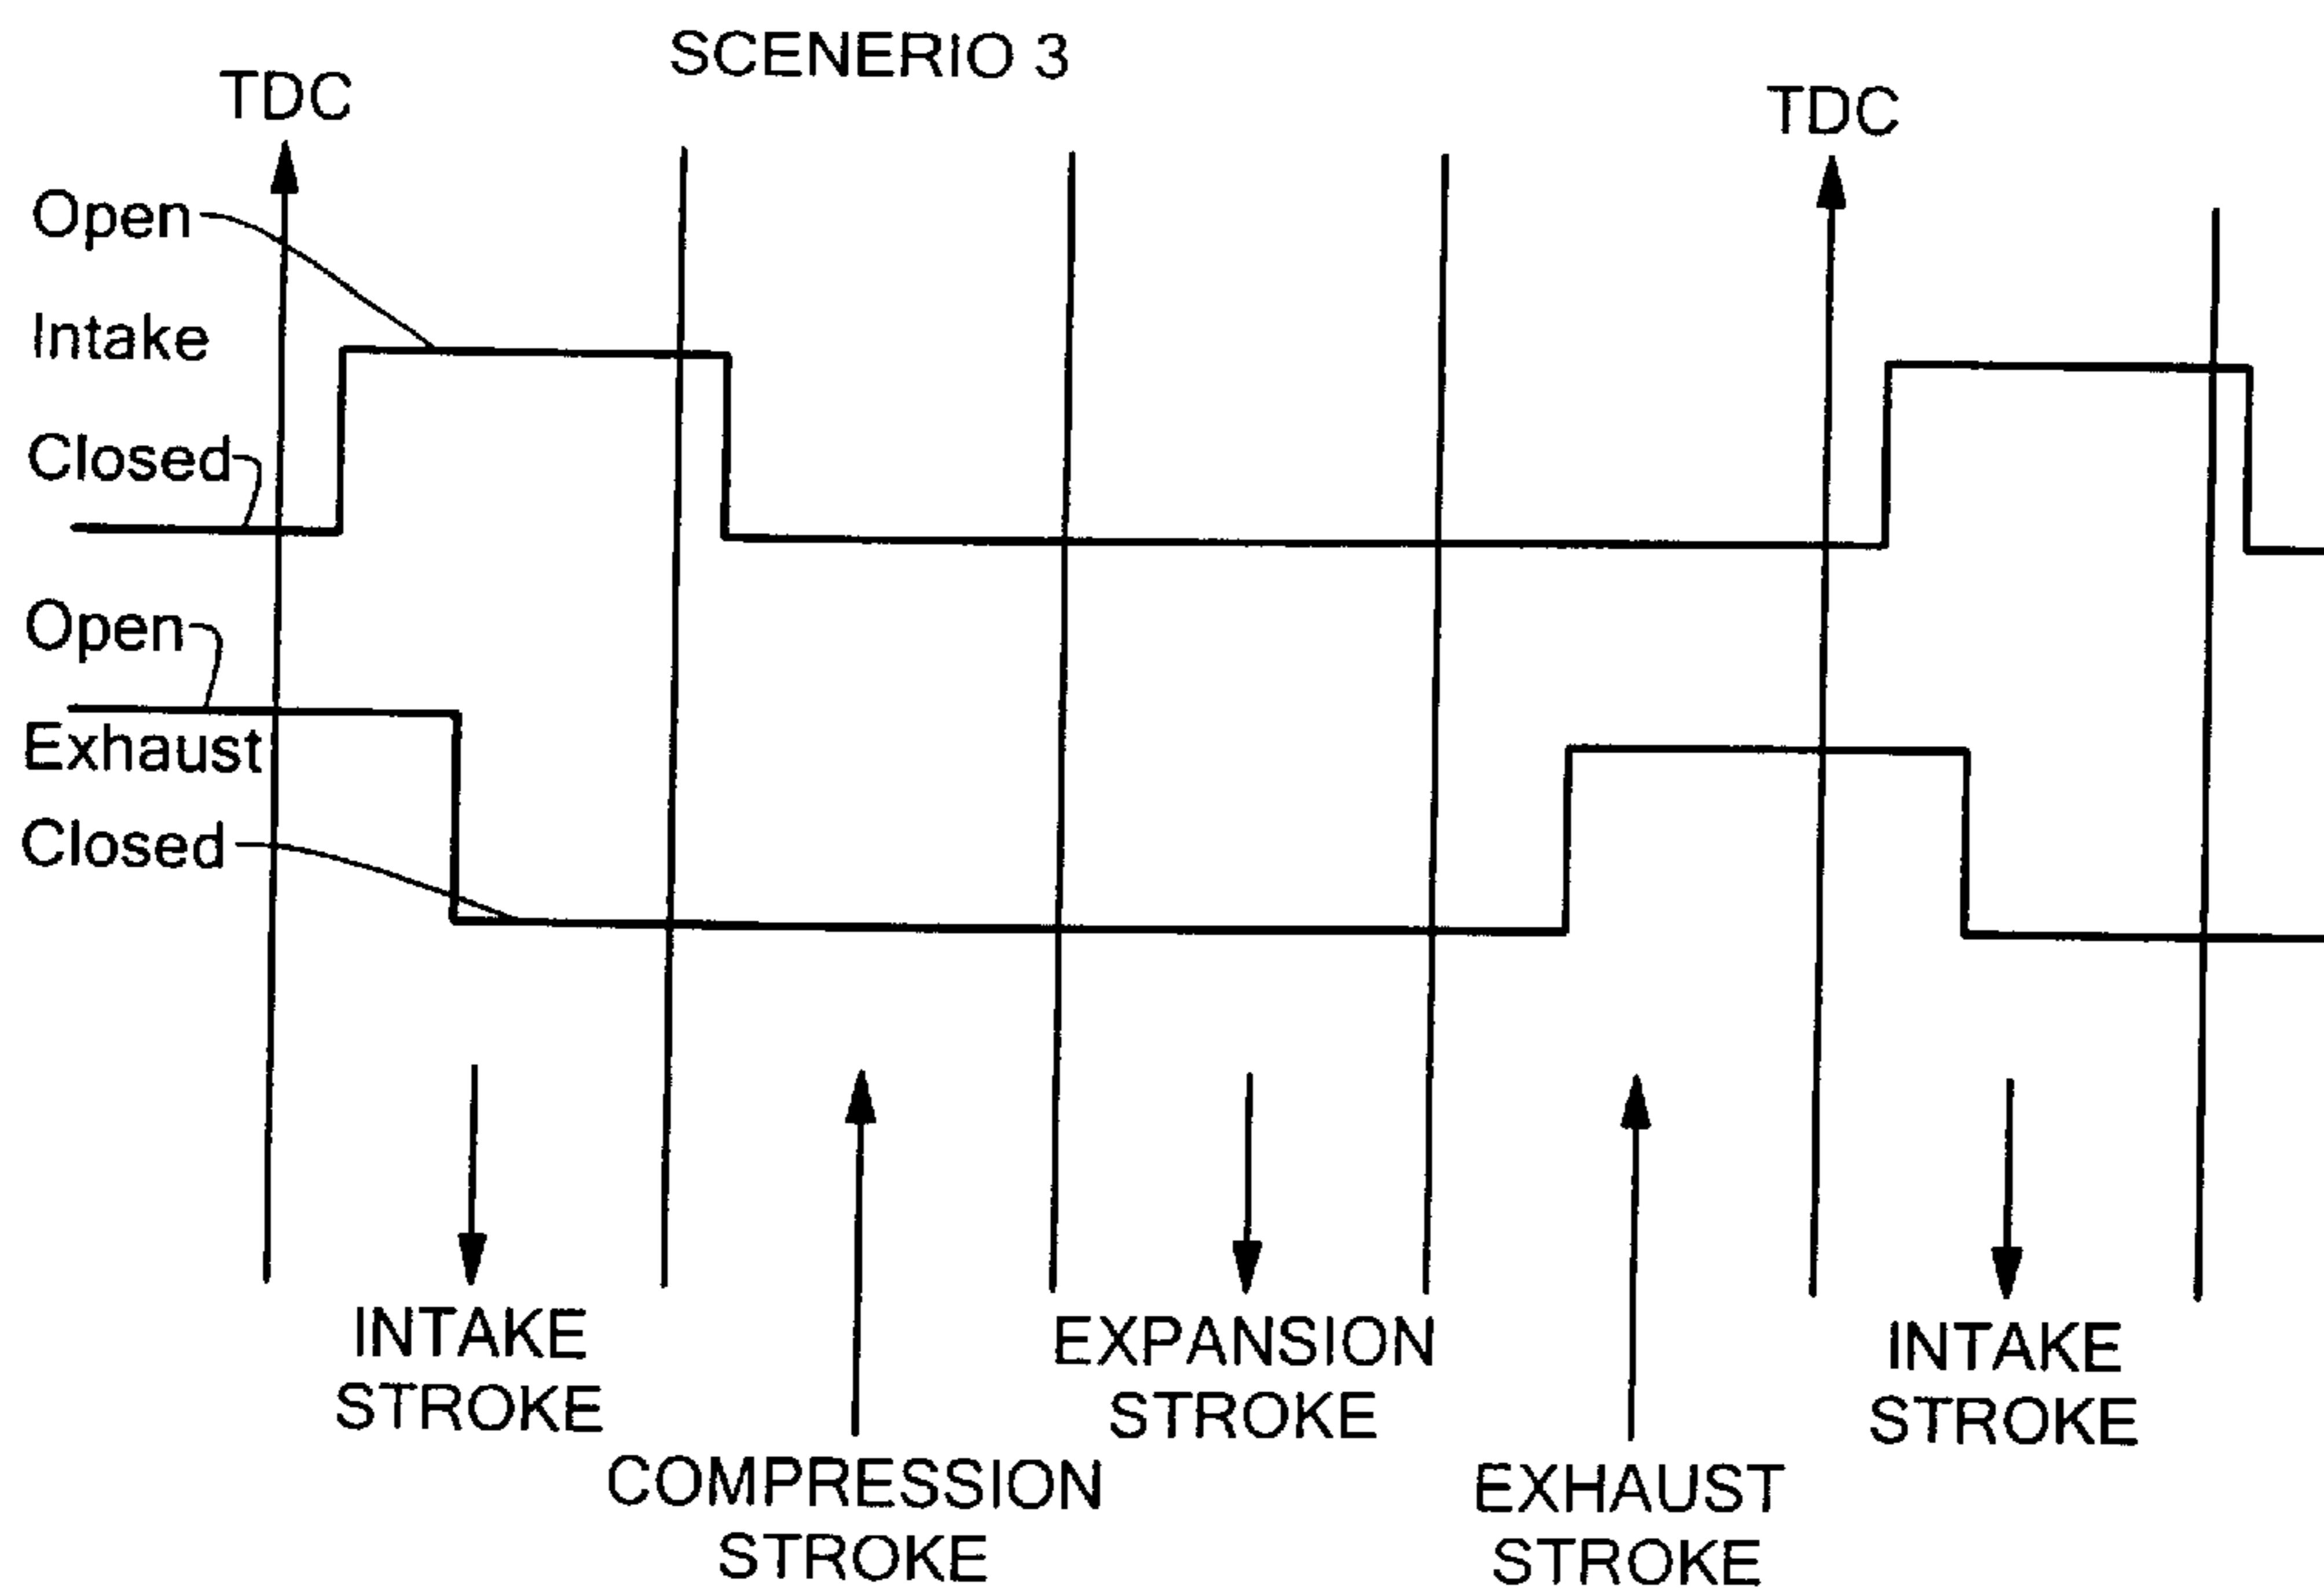 SCENERIO 3
TDC
TDC
Open
Intake
Closed
Open
Exhaust
Closed
INTAKE
STROKE
COMPRESSION
STROKE
EXPANSION
STROKE
EXHAUST
STROKE
INTAKE
STROKE